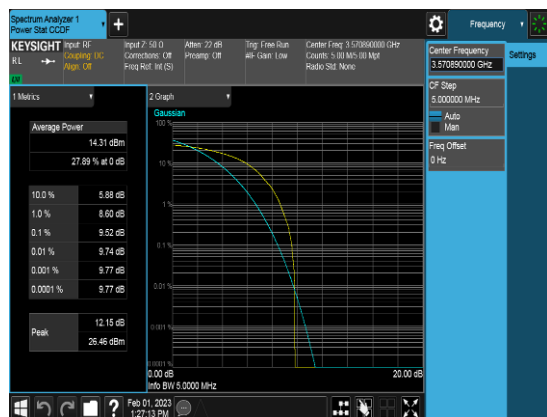 Spectrum Analyzer 1
Power Stat CCDF
Frequency
KEYSIGHT
RL
Input: RF
Coupling: DC
Align: Off
Input Z: 50 Ω
Corrections: Off
Freq Ref: Int (S)
Atten: 22 dB
Preamp: Off
Trig: Free Run
#IF Gain: Low
Center Freq: 3.570890000 GHz
Counts: 5.00 M/5.00 Mpt
Radio Std: None
Center Frequency
3.570890000 GHz
Settings
CF Step
5.000000 MHz
Auto
Man
Freq Offset
0 Hz
1 Metrics
Average Power
14.31 dBm
27.89 % at 0 dB
10.0 % 5.88 dB
1.0 % 8.60 dB
0.1 % 9.52 dB
0.01 % 9.74 dB
0.001 % 9.77 dB
0.0001 % 9.77 dB
Peak
12.15 dB
26.46 dBm
2 Graph
Gaussian
100 %
10 %
1 %
0.1 %
0.01 %
0.001 %
0.0001 %
0.00 dB
20.00 dB
Info BW 5.0000 MHz
Feb 01, 2023
1:27:13 PM